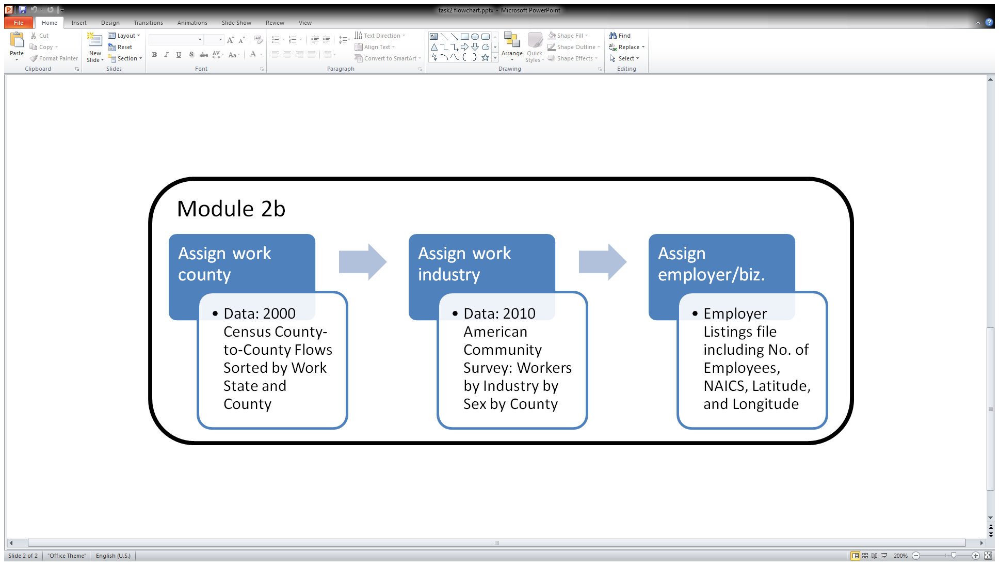 task2 flowchart.pptx - Microsoft PowerPoint
File Home Insert Design Transitions Animations Slide Show Review View
Paste
Cut
Copy
Format Painter
Clipboard
New
Slide
Layout
Reset
Section
Slides
B I U S abc AV Aa A
Font
Text Direction
Align Text
Convert to SmartArt
Paragraph
Arrange
Quick
Styles
Shape Fill
Shape Outline
Shape Effects
Drawing
Find
Replace
Select
Editing
Module 2b
Assign work
county
• Data: 2000
Census County-
to-County Flows
Sorted by Work
State and
County
Assign work
industry
• Data: 2010
American
Community
Survey: Workers
by Industry by
Sex by County
Assign
employer/biz.
• Employer
Listings file
including No. of
Employees,
NAICS, Latitude,
and Longitude
Slide 2 of 2 "Office Theme" English (U.S.) 200%